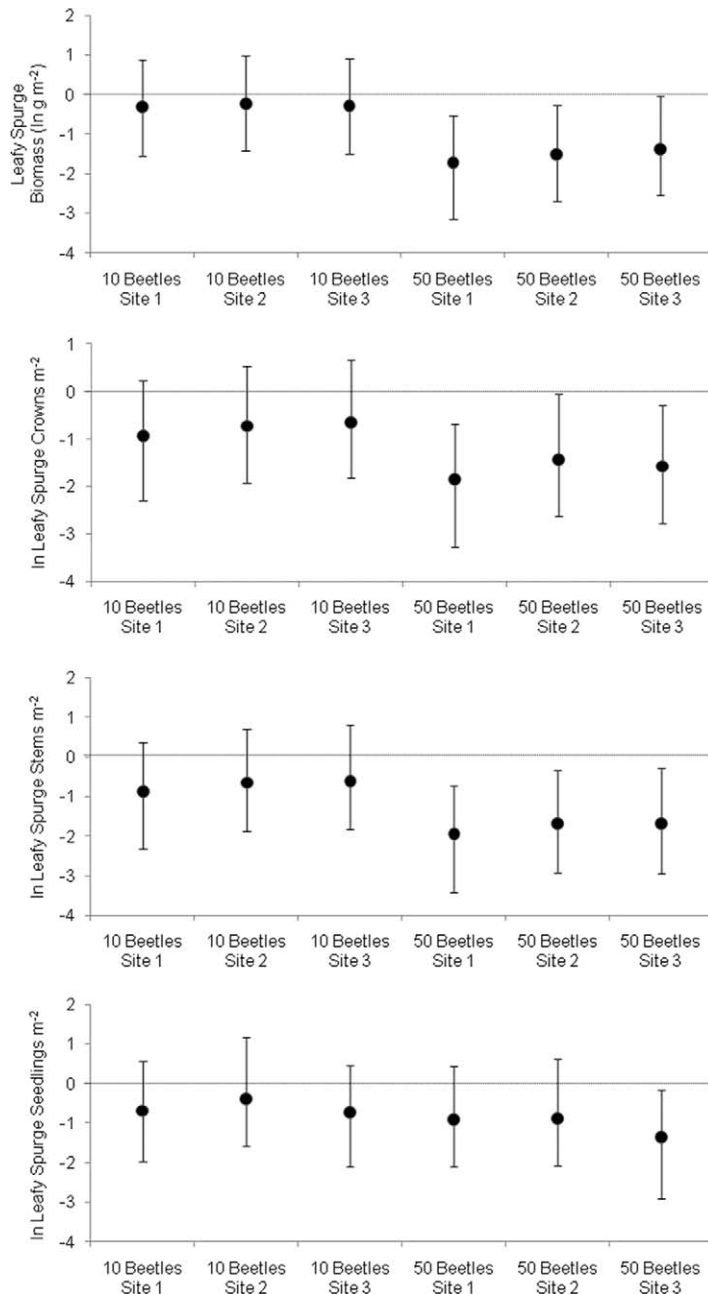 Leafy Spurge
Biomass (ln g m⁻²)
2
1
0
-1
-2
-3
-4
10 Beetles 10 Beetles 10 Beetles 50 Beetles 50 Beetles 50 Beetles
Site 1 Site 2 Site 3 Site 1 Site 2 Site 3
ln Leafy Spurge Crowns m⁻²
1
0
-1
-2
-3
-4
10 Beetles 10 Beetles 10 Beetles 50 Beetles 50 Beetles 50 Beetles
Site 1 Site 2 Site 3 Site 1 Site 2 Site 3
ln Leafy Spurge Stems m⁻²
2
1
0
-1
-2
-3
-4
10 Beetles 10 Beetles 10 Beetles 50 Beetles 50 Beetles 50 Beetles
Site 1 Site 2 Site 3 Site 1 Site 2 Site 3
ln Leafy Spurge Seedlings m⁻²
2
1
0
-1
-2
-3
-4
10 Beetles 10 Beetles 10 Beetles 50 Beetles 50 Beetles 50 Beetles
Site 1 Site 2 Site 3 Site 1 Site 2 Site 3